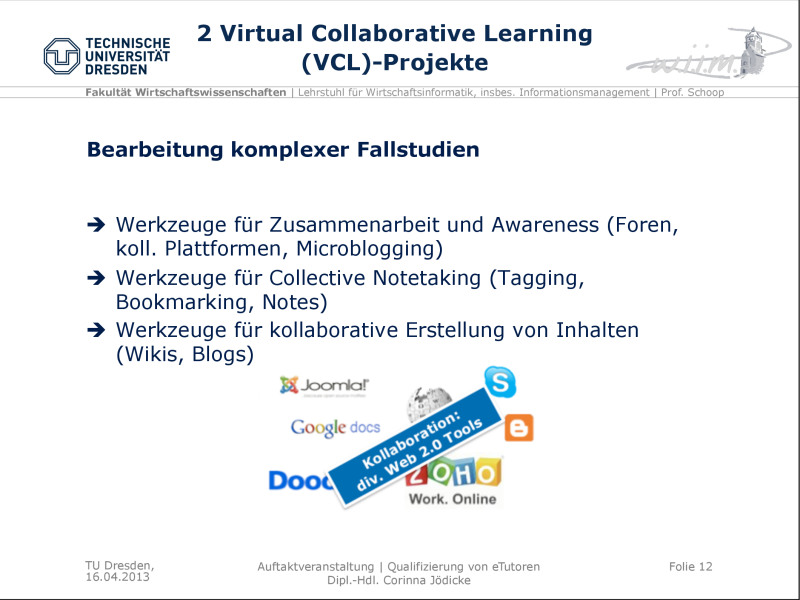 TECHNISCHE
UNIVERSITÄT
DRESDEN
2 Virtual Collaborative Learning
(VCL)-Projekte
w.i.i.m.
Fakultät Wirtschaftswissenschaften | Lehrstuhl für Wirtschaftsinformatik, insbes. Informationsmanagement | Prof. Schoop
Bearbeitung komplexer Fallstudien
➔ Werkzeuge für Zusammenarbeit und Awareness (Foren,
koll. Plattformen, Microblogging)
➔ Werkzeuge für Collective Notetaking (Tagging,
Bookmarking, Notes)
➔ Werkzeuge für kollaborative Erstellung von Inhalten
(Wikis, Blogs)
Joomla!
Google docs
Kollaboration:
div. Web 2.0 Tools
ZOHO
Work. Online
TU Dresden,
16.04.2013
Auftaktveranstaltung | Qualifizierung von eTutoren
Dipl.-Hdl. Corinna Jödicke
Folie 12